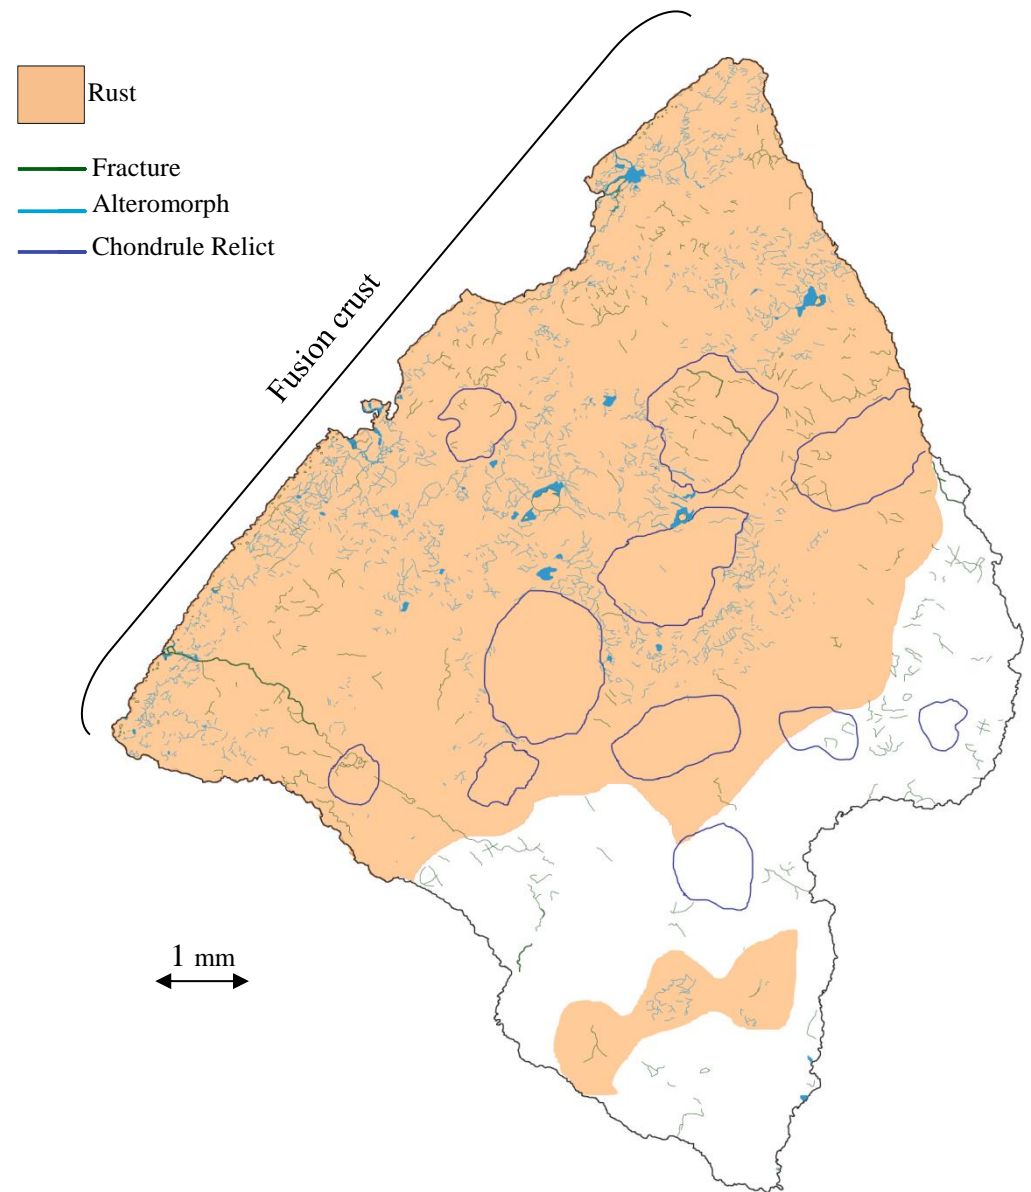 Rust
Fracture
Alteromorph
Chondrule Relict
Fusion crust
1 mm